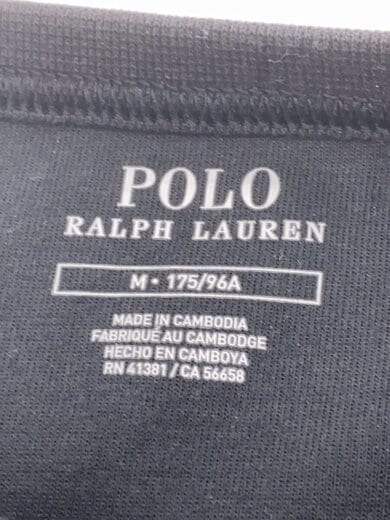 POLO
RALPH LAUREN
M • 175/96A
MADE IN CAMBODIA
FABRIQUÉ AU CAMBODGE
HECHO EN CAMBOYA
RN 41381 / CA 56658